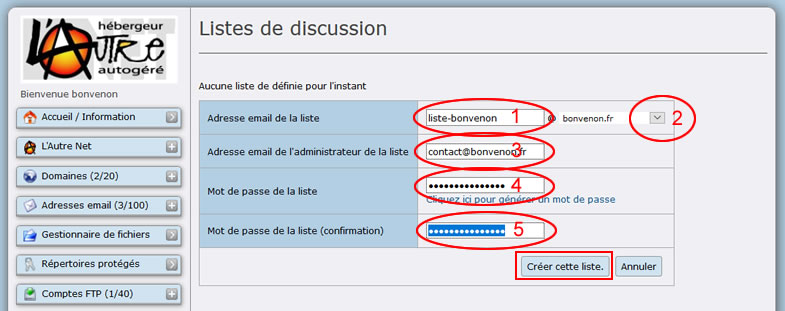 hébergeur
L'AUTRE NET
autogéré
Bienvenue bonvenon
Accueil / Information
L'Autre Net
Domaines (2/20)
Adresses email (3/100)
Gestionnaire de fichiers
Répertoires protégés
Comptes FTP (1/40)
Listes de discussion
Aucune liste de définie pour l'instant
Adresse email de la liste liste-bonvenon 1 @ bonvenon.fr 2
Adresse email de l'administrateur de la liste contact@bonvenon.fr 3
Mot de passe de la liste ••••••••••••••• 4
Cliquez ici pour générer un mot de passe
Mot de passe de la liste (confirmation) ••••••••••••••• 5
Créer cette liste. Annuler